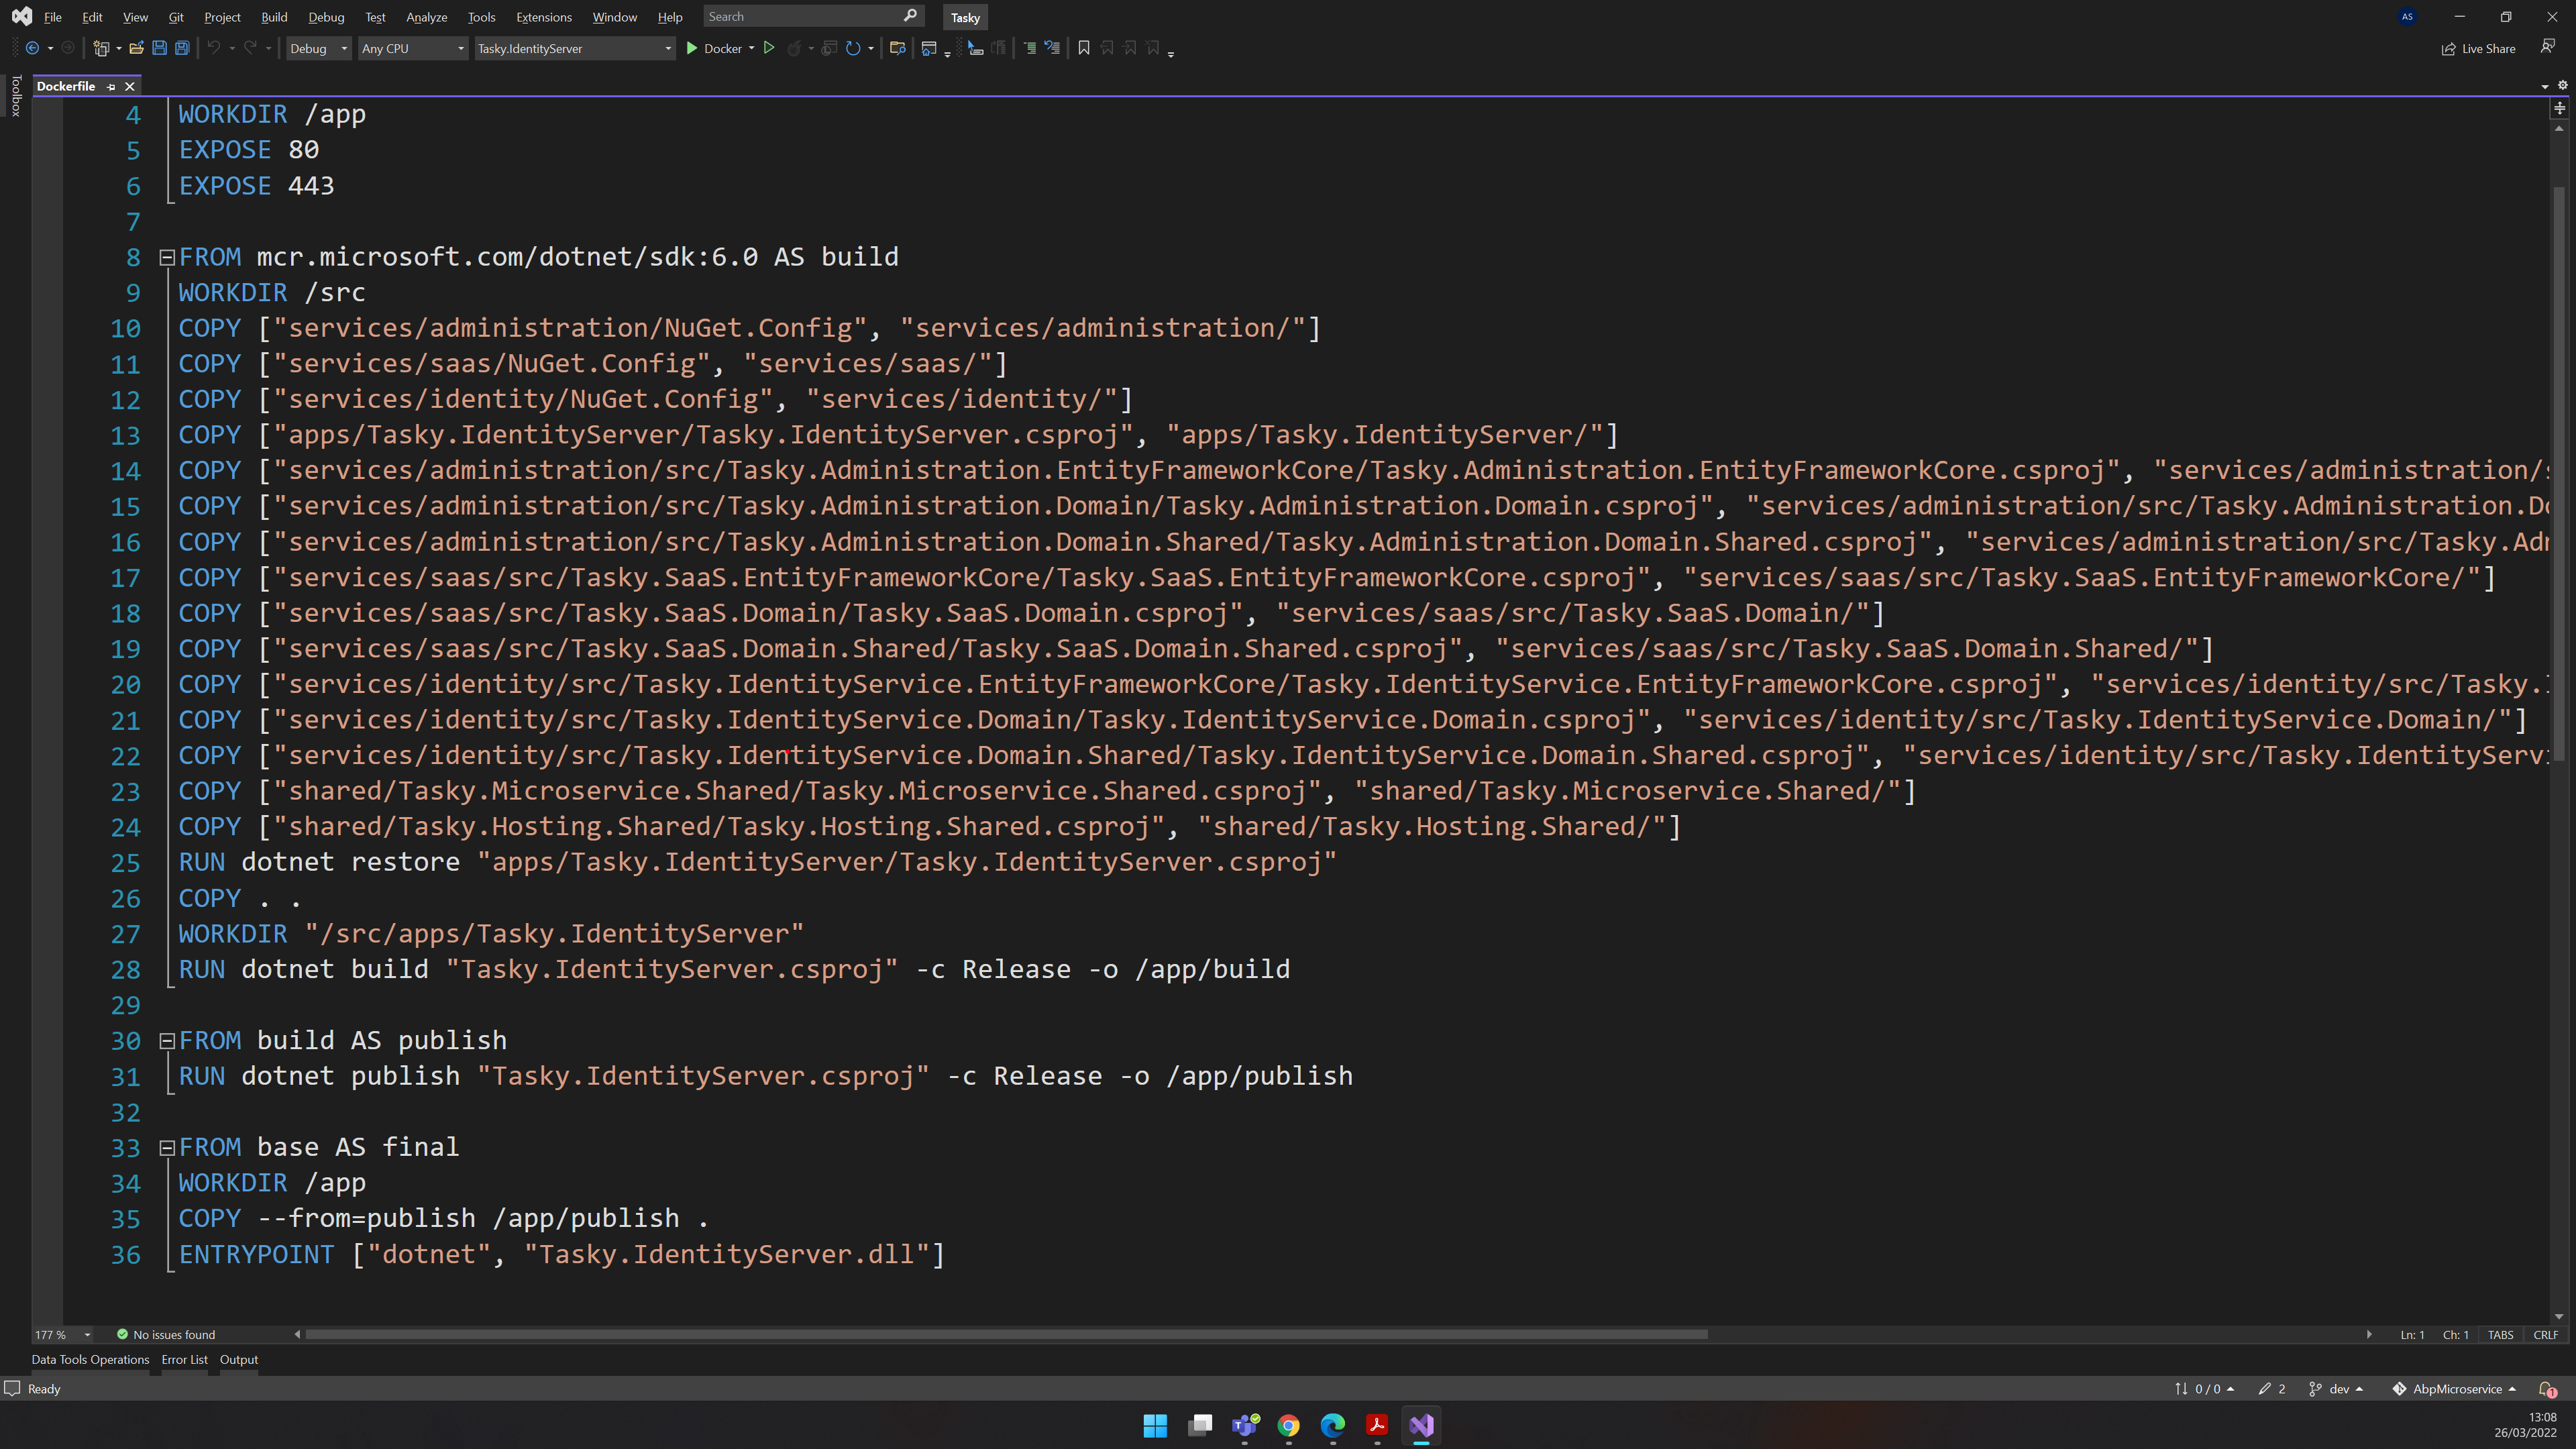 File Edit View Git Project Build Debug Test Analyze Tools Extensions Window Help Search Tasky AS
Debug Any CPU Tasky.IdentityServer Docker Live Share
Toolbox
Dockerfile
4 WORKDIR /app
5 EXPOSE 80
6 EXPOSE 443
7
8 FROM mcr.microsoft.com/dotnet/sdk:6.0 AS build
9 WORKDIR /src
10 COPY ["services/administration/NuGet.Config", "services/administration/"]
11 COPY ["services/saas/NuGet.Config", "services/saas/"]
12 COPY ["services/identity/NuGet.Config", "services/identity/"]
13 COPY ["apps/Tasky.IdentityServer/Tasky.IdentityServer.csproj", "apps/Tasky.IdentityServer/"]
14 COPY ["services/administration/src/Tasky.Administration.EntityFrameworkCore/Tasky.Administration.EntityFrameworkCore.csproj", "services/administration/
15 COPY ["services/administration/src/Tasky.Administration.Domain/Tasky.Administration.Domain.csproj", "services/administration/src/Tasky.Administration.D
16 COPY ["services/administration/src/Tasky.Administration.Domain.Shared/Tasky.Administration.Domain.Shared.csproj", "services/administration/src/Tasky.Ad
17 COPY ["services/saas/src/Tasky.SaaS.EntityFrameworkCore/Tasky.SaaS.EntityFrameworkCore.csproj", "services/saas/src/Tasky.SaaS.EntityFrameworkCore/"]
18 COPY ["services/saas/src/Tasky.SaaS.Domain/Tasky.SaaS.Domain.csproj", "services/saas/src/Tasky.SaaS.Domain/"]
19 COPY ["services/saas/src/Tasky.SaaS.Domain.Shared/Tasky.SaaS.Domain.Shared.csproj", "services/saas/src/Tasky.SaaS.Domain.Shared/"]
20 COPY ["services/identity/src/Tasky.IdentityService.EntityFrameworkCore/Tasky.IdentityService.EntityFrameworkCore.csproj", "services/identity/src/Tasky.
21 COPY ["services/identity/src/Tasky.IdentityService.Domain/Tasky.IdentityService.Domain.csproj", "services/identity/src/Tasky.IdentityService.Domain/"]
22 COPY ["services/identity/src/Tasky.IdentityService.Domain.Shared/Tasky.IdentityService.Domain.Shared.csproj", "services/identity/src/Tasky.IdentityServ
23 COPY ["shared/Tasky.Microservice.Shared/Tasky.Microservice.Shared.csproj", "shared/Tasky.Microservice.Shared/"]
24 COPY ["shared/Tasky.Hosting.Shared/Tasky.Hosting.Shared.csproj", "shared/Tasky.Hosting.Shared/"]
25 RUN dotnet restore "apps/Tasky.IdentityServer/Tasky.IdentityServer.csproj"
26 COPY . .
27 WORKDIR "/src/apps/Tasky.IdentityServer"
28 RUN dotnet build "Tasky.IdentityServer.csproj" -c Release -o /app/build
29
30 FROM build AS publish
31 RUN dotnet publish "Tasky.IdentityServer.csproj" -c Release -o /app/publish
32
33 FROM base AS final
34 WORKDIR /app
35 COPY --from=publish /app/publish .
36 ENTRYPOINT ["dotnet", "Tasky.IdentityServer.dll"]
177 % No issues found Ln: 1 Ch: 1 TABS CRLF
Data Tools Operations Error List Output
Ready 0 / 0 2 dev AbpMicroservice 1
13:08
26/03/2022